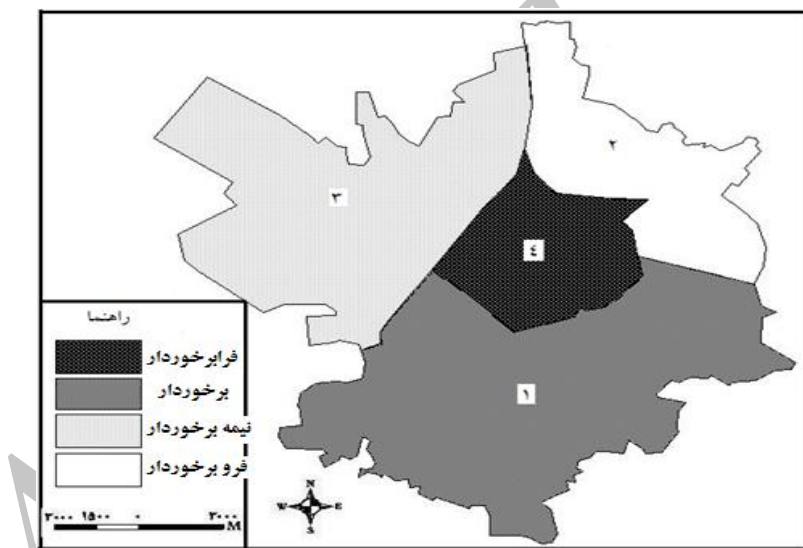 ۲
۳
٤
۱
راهنما
فرابرخوردار
برخوردار
نیمه برخوردار
فرو برخوردار
۳۰۰۰ ۱۵۰۰ ۰ ۳۰۰۰
M
N
W E
S